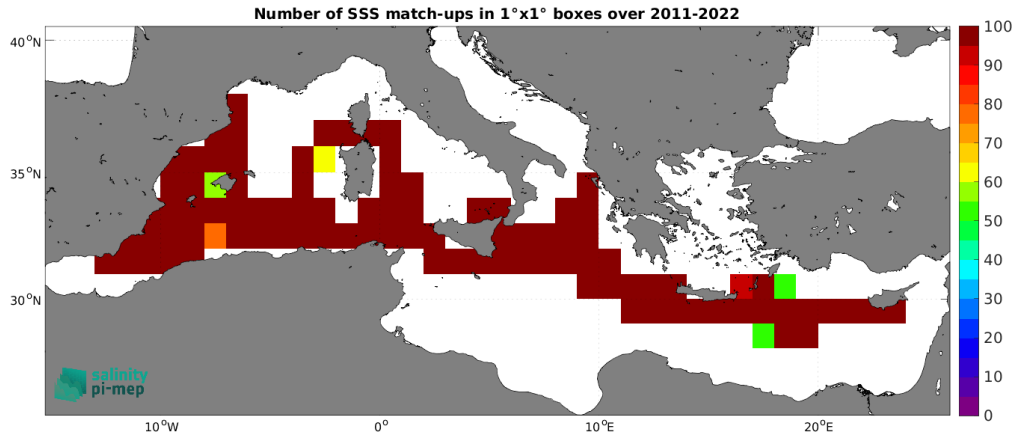 Number of SSS match-ups in 1°x1° boxes over 2011-2022
40°N
35°N
30°N
10°W
0°
10°E
20°E
100
90
80
70
60
50
40
30
20
10
0
salinity
pi-mep